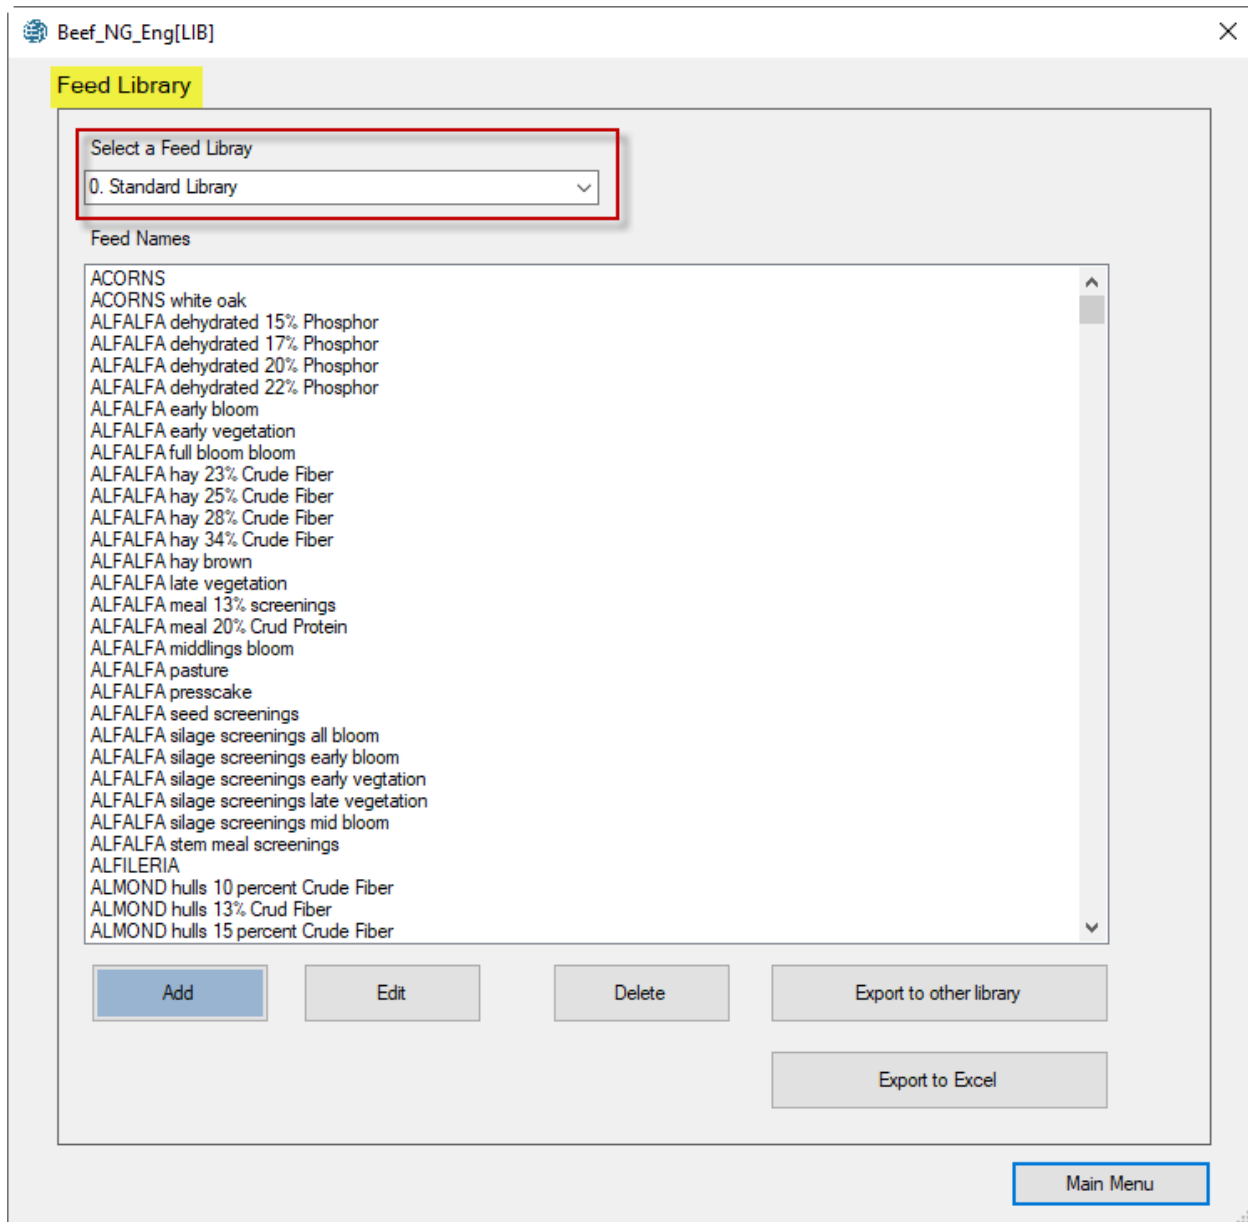 Beef_NG_Eng[LIB]
Feed Library
Select a Feed Libray
0. Standard Library
Feed Names
ACORNS
ACORNS white oak
ALFALFA dehydrated 15% Phosphor
ALFALFA dehydrated 17% Phosphor
ALFALFA dehydrated 20% Phosphor
ALFALFA dehydrated 22% Phosphor
ALFALFA early bloom
ALFALFA early vegetation
ALFALFA full bloom bloom
ALFALFA hay 23% Crude Fiber
ALFALFA hay 25% Crude Fiber
ALFALFA hay 28% Crude Fiber
ALFALFA hay 34% Crude Fiber
ALFALFA hay brown
ALFALFA late vegetation
ALFALFA meal 13% screenings
ALFALFA meal 20% Crud Protein
ALFALFA middlings bloom
ALFALFA pasture
ALFALFA presscake
ALFALFA seed screenings
ALFALFA silage screenings all bloom
ALFALFA silage screenings early bloom
ALFALFA silage screenings early vegtation
ALFALFA silage screenings late vegetation
ALFALFA silage screenings mid bloom
ALFALFA stem meal screenings
ALFILERIA
ALMOND hulls 10 percent Crude Fiber
ALMOND hulls 13% Crud Fiber
ALMOND hulls 15 percent Crude Fiber
Add Edit Delete Export to other library
Export to Excel
Main Menu